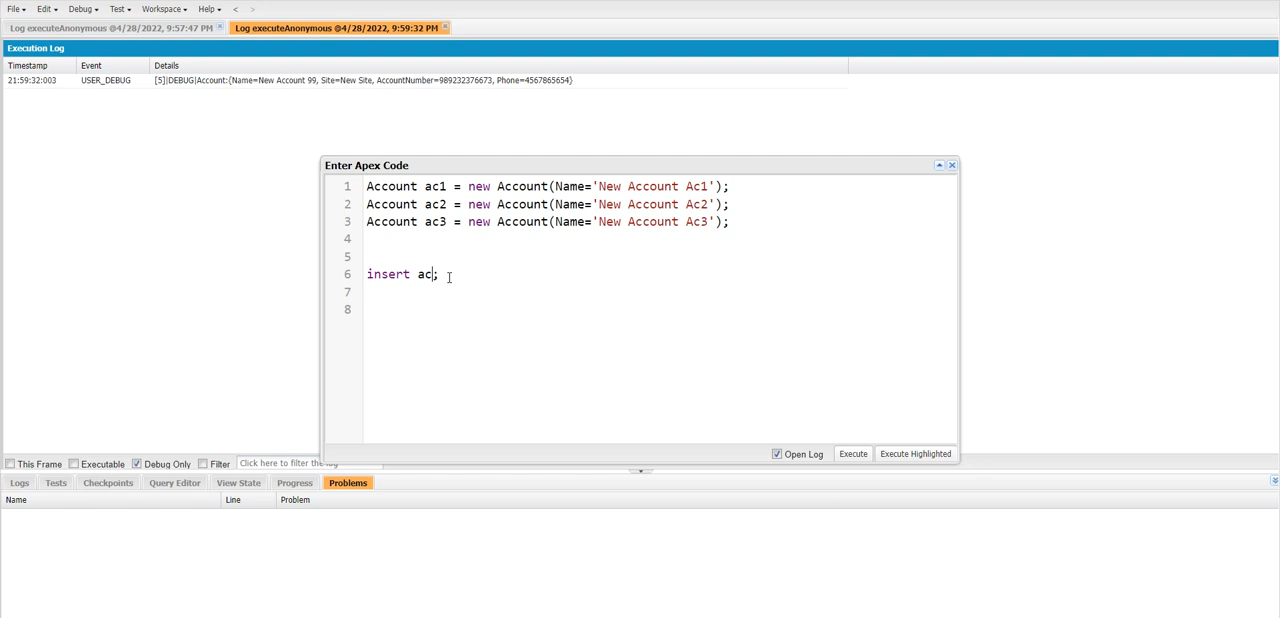 File Edit Debug Test Workspace Help < >
Log executeAnonymous @4/28/2022, 9:57:47 PM Log executeAnonymous @4/28/2022, 9:59:32 PM
Execution Log
Timestamp Event Details
21:59:32:003 USER_DEBUG [5]|DEBUG|Account:{Name=New Account 99, Site=New Site, AccountNumber=989232376673, Phone=4567865654}
Enter Apex Code
1 Account ac1 = new Account(Name='New Account Ac1');
2 Account ac2 = new Account(Name='New Account Ac2');
3 Account ac3 = new Account(Name='New Account Ac3');
4
5
6 insert ac;
7
8
Open Log Execute Execute Highlighted
This Frame Executable Debug Only Filter Click here to filter the log
Logs Tests Checkpoints Query Editor View State Progress Problems
Name Line Problem